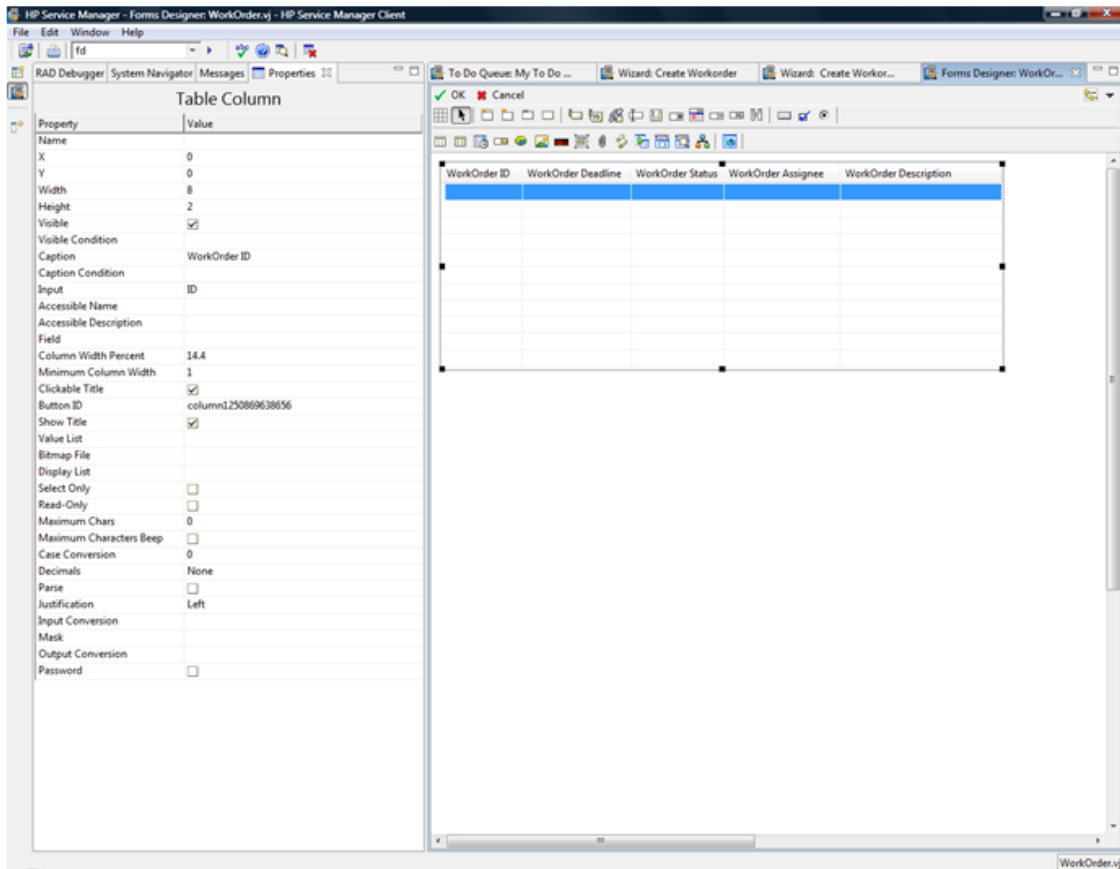 HP Service Manager - Forms Designer: WorkOrder.vj - HP Service Manager Client
File Edit Window Help
fd
RAD Debugger System Navigator Messages Properties
To Do Queue: My To Do ... Wizard: Create Workorder Wizard: Create Workor... Forms Designer: WorkOr...
Table Column
OK Cancel
Property Value
Name
X 0
Y 0
Width 8
Height 2
Visible
Visible Condition
Caption WorkOrder ID
Caption Condition
Input ID
Accessible Name
Accessible Description
Field
Column Width Percent 14.4
Minimum Column Width 1
Clickable Title
Button ID column1250869638656
Show Title
Value List
Bitmap File
Display List
Select Only
Read-Only
Maximum Chars 0
Maximum Characters Beep
Case Conversion 0
Decimals None
Parse
Justification Left
Input Conversion
Mask
Output Conversion
Password
WorkOrder ID WorkOrder Deadline WorkOrder Status WorkOrder Assignee WorkOrder Description
WorkOrder.vj